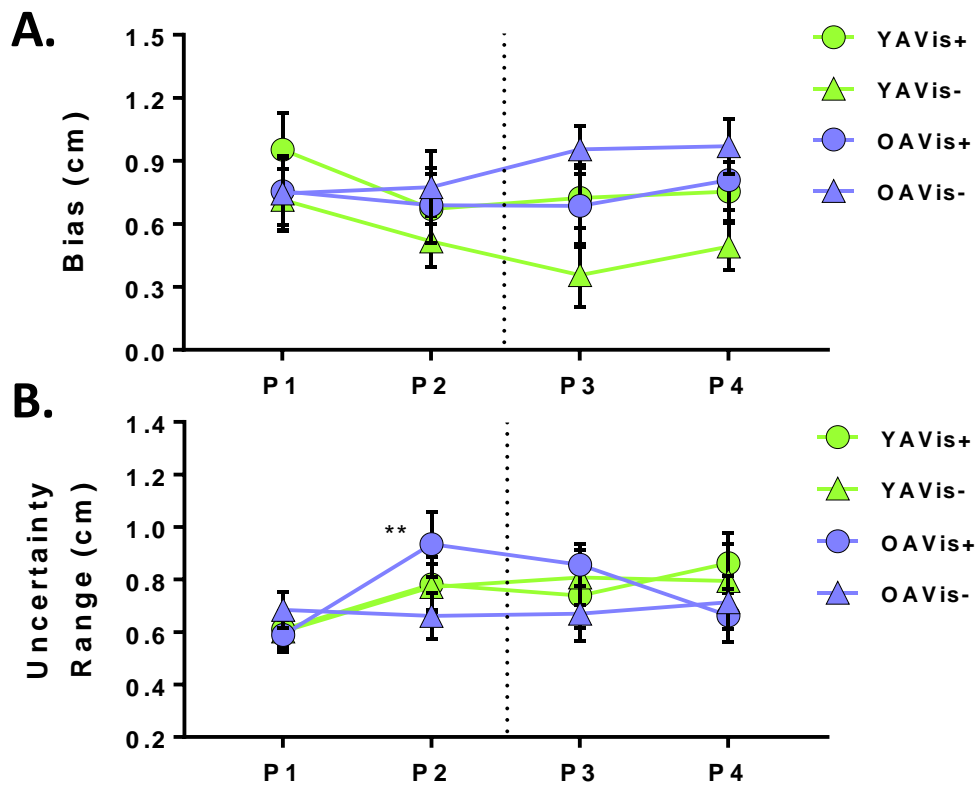 A.
Bias (cm)
1.5
1.2
0.9
0.6
0.3
0.0
P1 P2 P3 P4
YAVis+
YAVis-
OAVis+
OAVis-
B.
Uncertainty
Range (cm)
1.4
1.2
1.0
0.8
0.6
0.4
0.2
**
P1 P2 P3 P4
YAVis+
YAVis-
OAVis+
OAVis-